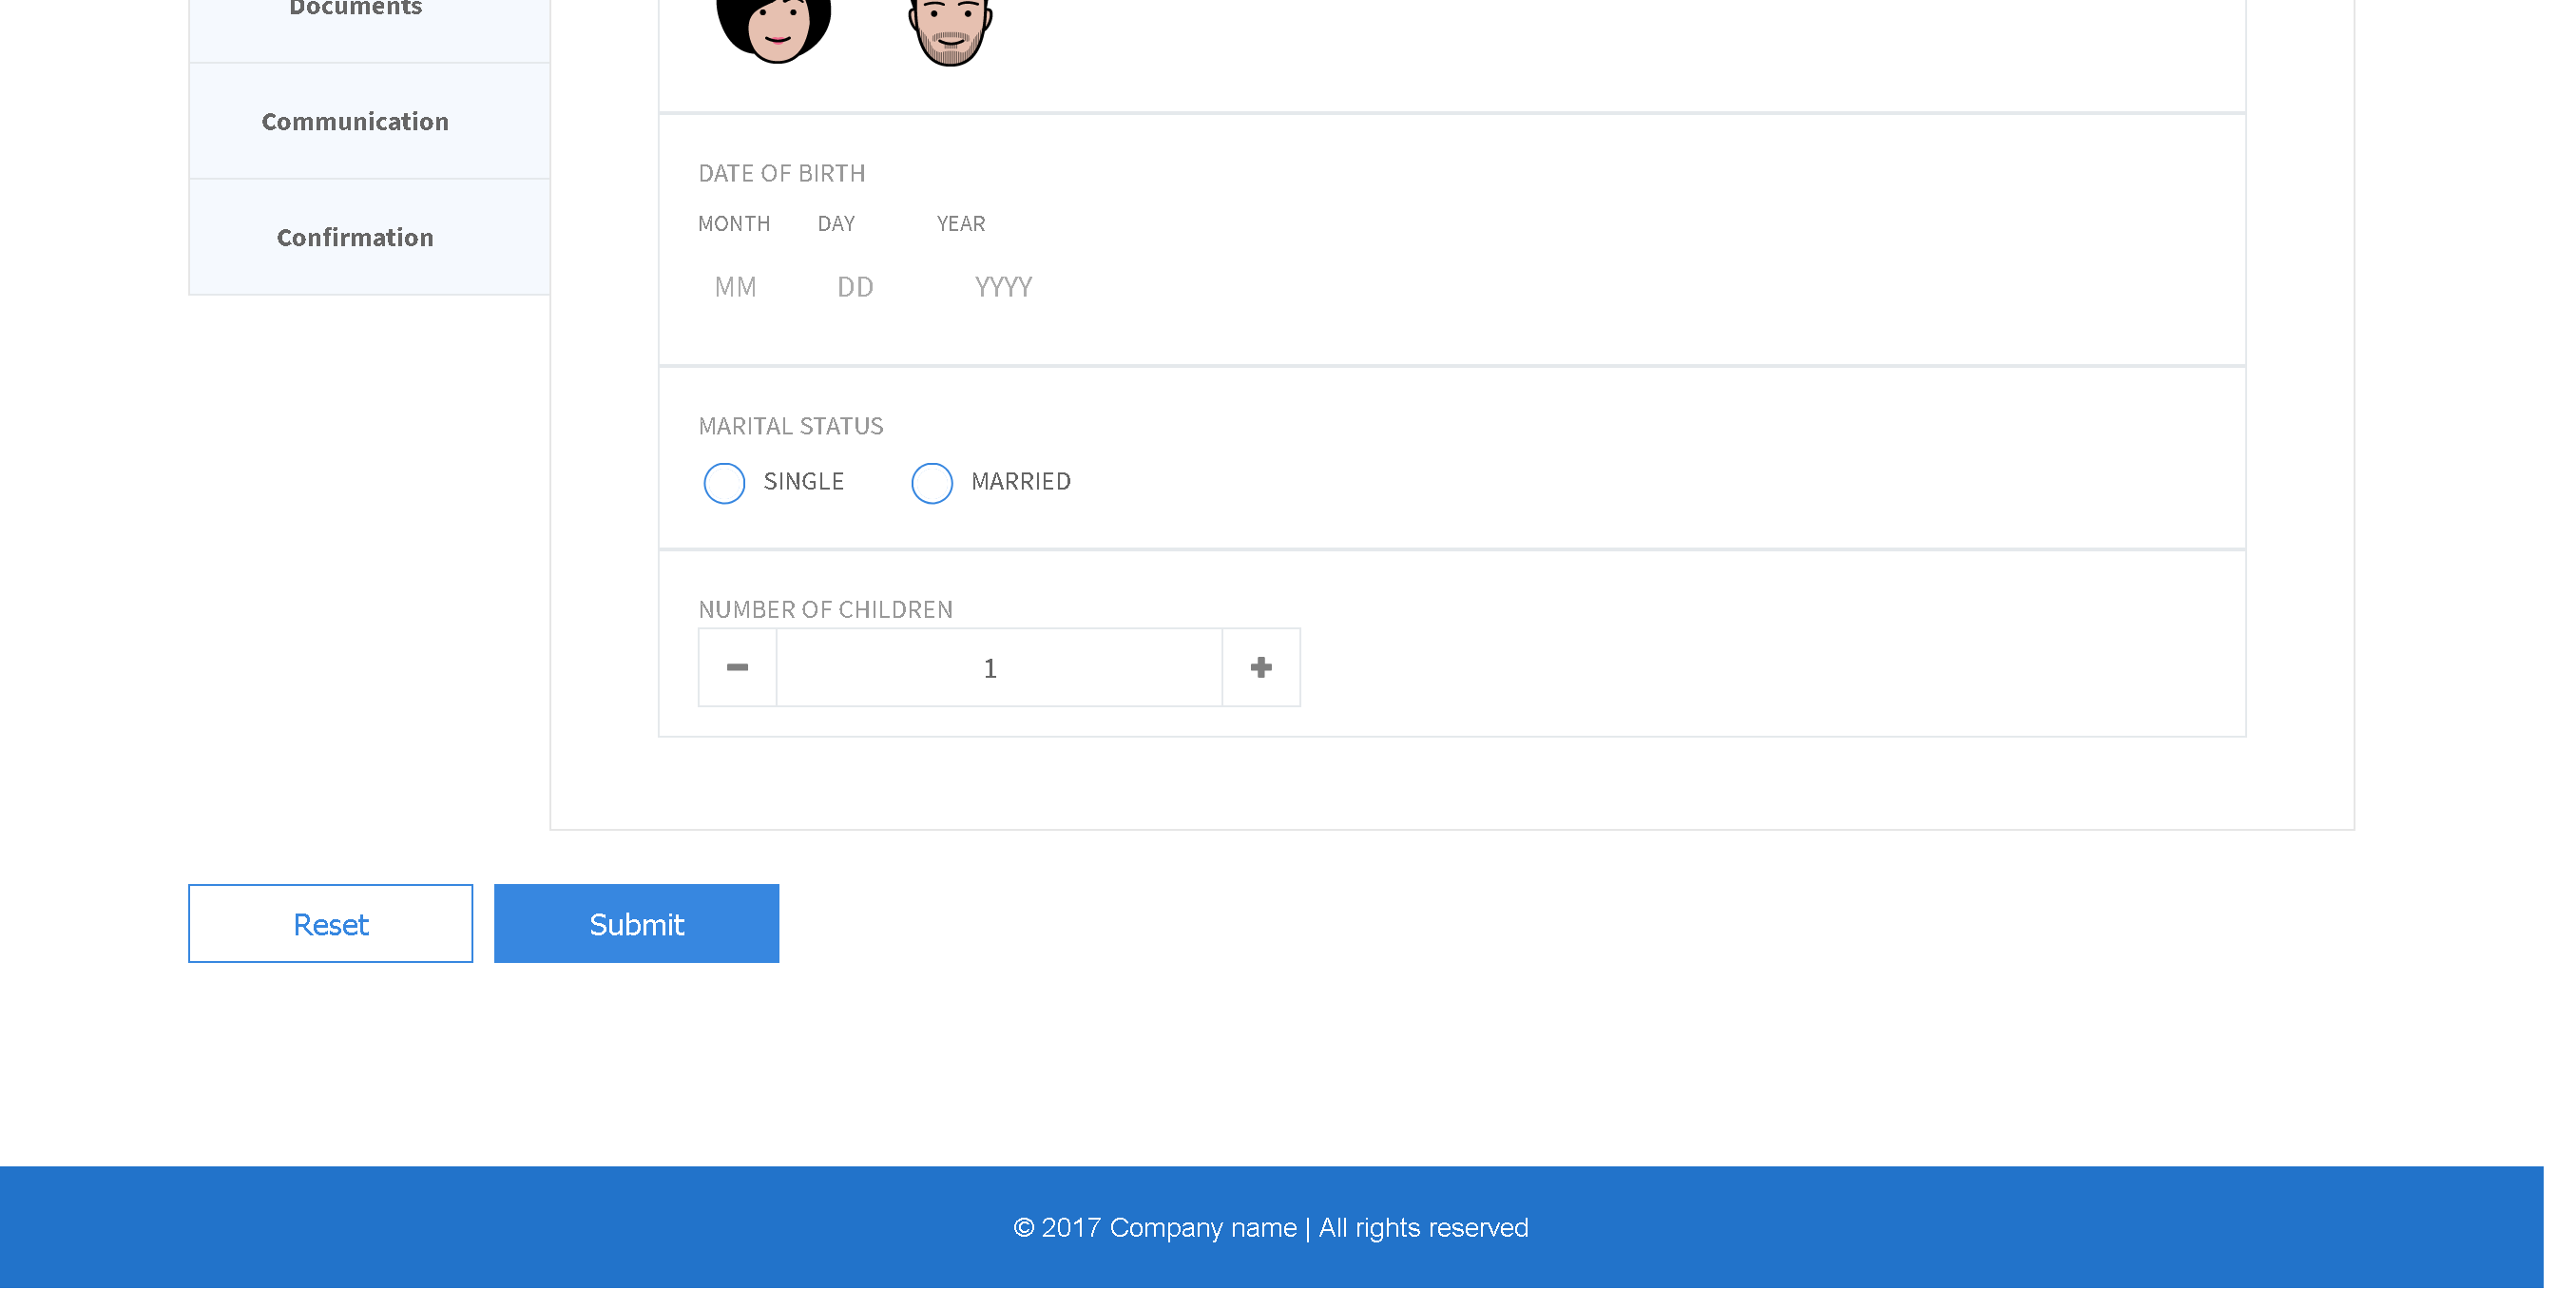 Documents
Communication
Confirmation
DATE OF BIRTH
MONTH DAY YEAR
MM DD YYYY
MARITAL STATUS
SINGLE MARRIED
NUMBER OF CHILDREN
1
Reset Submit
© 2017 Company name | All rights reserved